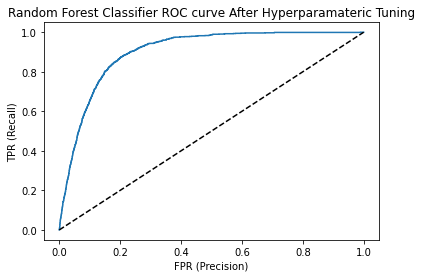 Random Forest Classifier ROC curve After Hyperparamateric Tuning
1.0
0.8
0.6
0.4
0.2
0.0
TPR (Recall)
0.0 0.2 0.4 0.6 0.8 1.0
FPR (Precision)